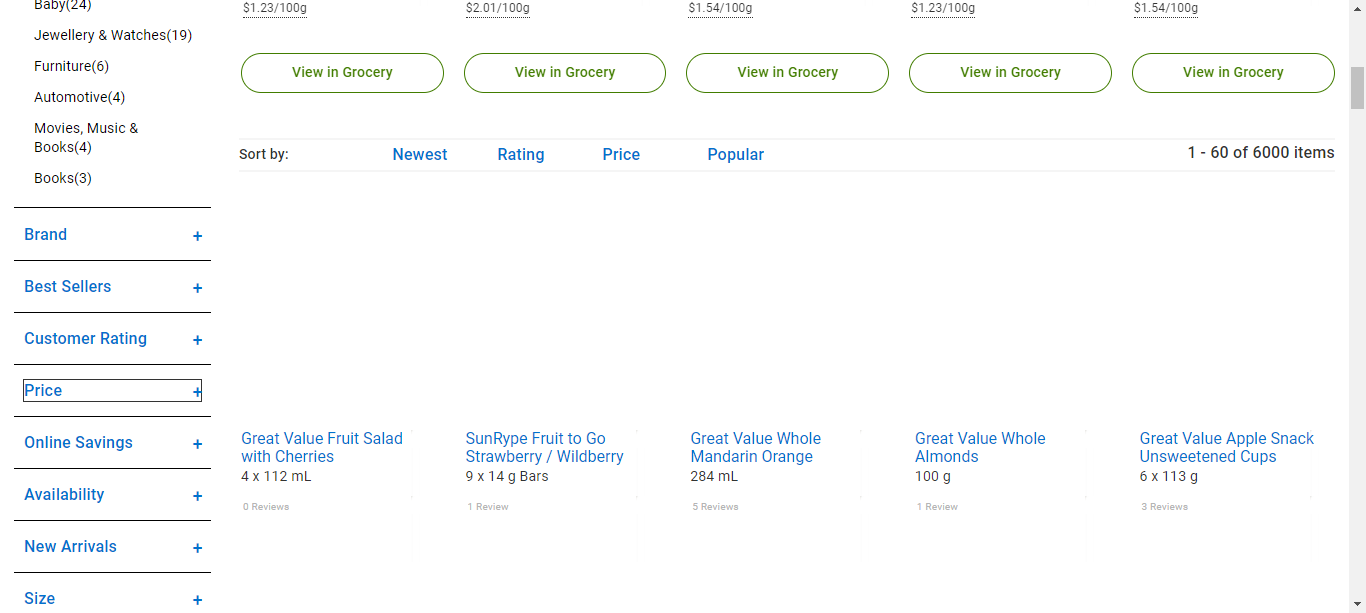 Baby(24)
Jewellery & Watches(19)
Furniture(6)
Automotive(4)
Movies, Music &
Books(4)
Books(3)
Brand +
Best Sellers +
Customer Rating +
Price +
Online Savings +
Availability +
New Arrivals +
Size +
$1.23/100g $2.01/100g $1.54/100g $1.23/100g $1.54/100g
View in Grocery View in Grocery View in Grocery View in Grocery View in Grocery
Sort by: Newest Rating Price Popular 1 - 60 of 6000 items
Great Value Fruit Salad
with Cherries
4 x 112 mL
0 Reviews
SunRype Fruit to Go
Strawberry / Wildberry
9 x 14 g Bars
1 Review
Great Value Whole
Mandarin Orange
284 mL
5 Reviews
Great Value Whole
Almonds
100 g
1 Review
Great Value Apple Snack
Unsweetened Cups
6 x 113 g
3 Reviews